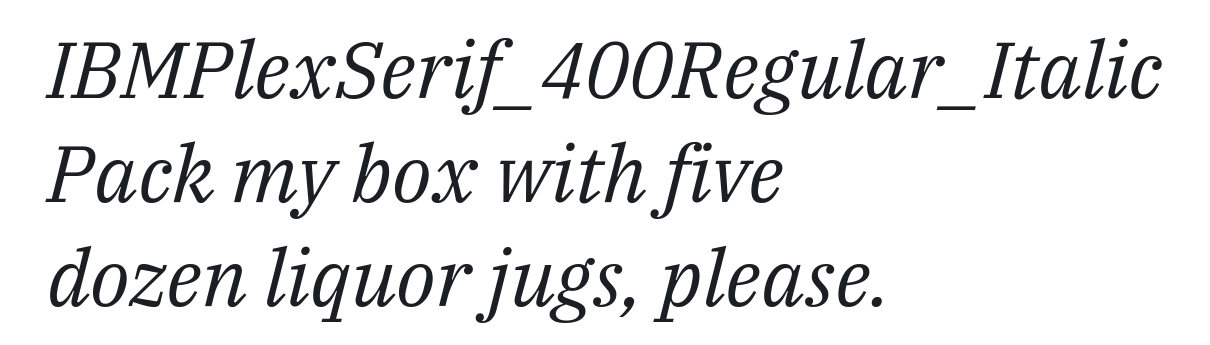 IBMPlexSerif_400Regular_Italic
Pack my box with five
dozen liquor jugs, please.